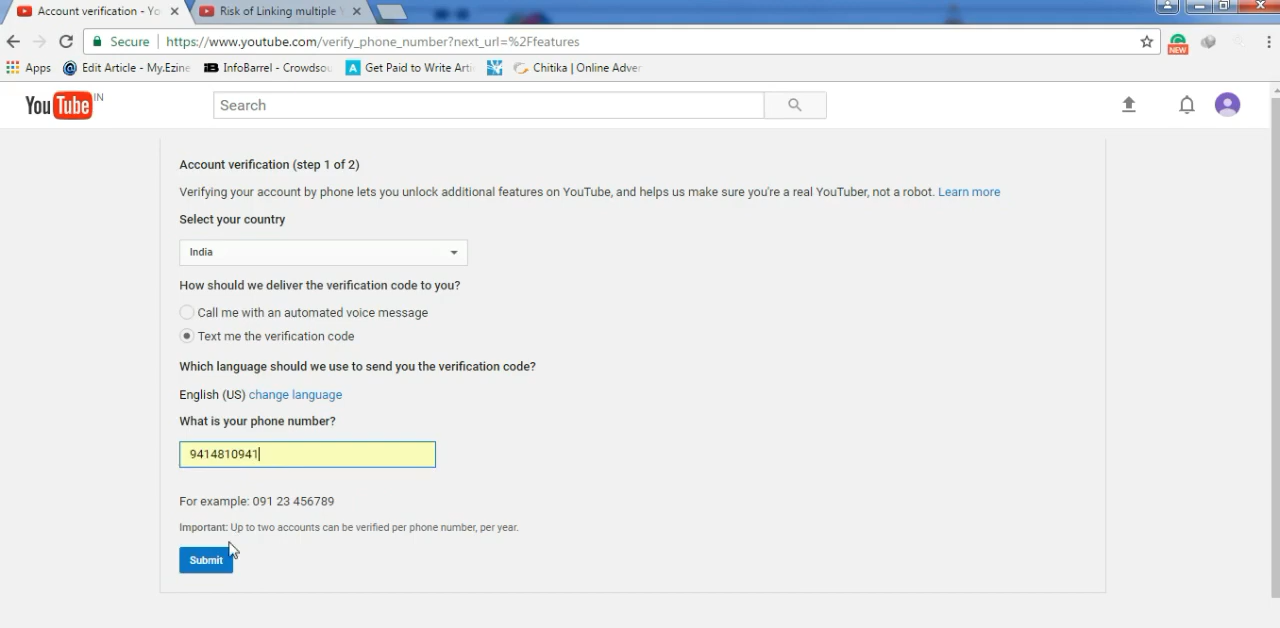 Account verification - Yo
Risk of Linking multiple
Secure https://www.youtube.com/verify_phone_number?next_url=%2Ffeatures
NEW
Apps Edit Article - My.Ezine InfoBarrel - Crowdsou Get Paid to Write Arti Chitika | Online Adver
YouTube IN
Search
Account verification (step 1 of 2)
Verifying your account by phone lets you unlock additional features on YouTube, and helps us make sure you're a real YouTuber, not a robot. Learn more
Select your country
India
How should we deliver the verification code to you?
Call me with an automated voice message
Text me the verification code
Which language should we use to send you the verification code?
English (US) change language
What is your phone number?
9414810941
For example: 091 23 456789
Important: Up to two accounts can be verified per phone number, per year.
Submit